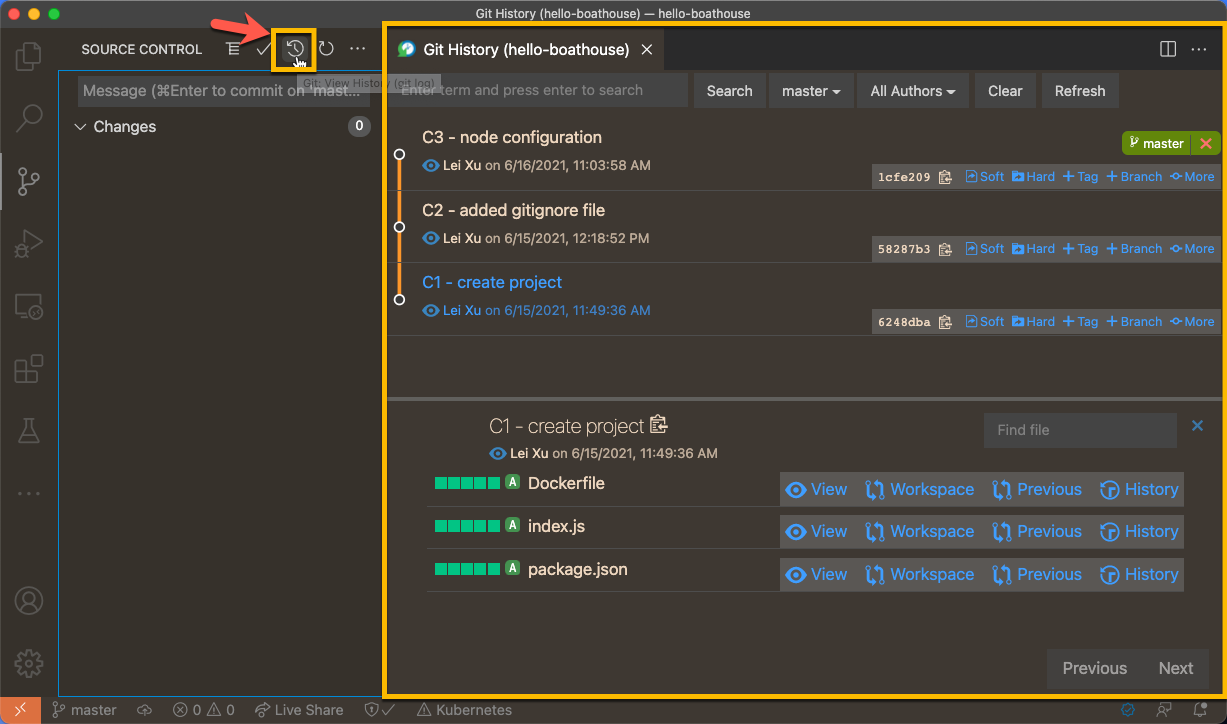 Git History (hello-boathouse) — hello-boathouse
SOURCE CONTROL
Git: View History (git log)
Message (⌘Enter to commit on 'mast...
Changes 0
Git History (hello-boathouse)
Enter term and press enter to search Search master All Authors Clear Refresh
C3 - node configuration
master
Lei Xu on 6/16/2021, 11:03:58 AM
1cfe209 Soft Hard Tag Branch More
C2 - added gitignore file
Lei Xu on 6/15/2021, 12:18:52 PM
58287b3 Soft Hard Tag Branch More
C1 - create project
Lei Xu on 6/15/2021, 11:49:36 AM
6248dba Soft Hard Tag Branch More
C1 - create project
Find file
Lei Xu on 6/15/2021, 11:49:36 AM
A Dockerfile View Workspace Previous History
A index.js View Workspace Previous History
A package.json View Workspace Previous History
Previous Next
master 0 0 Live Share Kubernetes